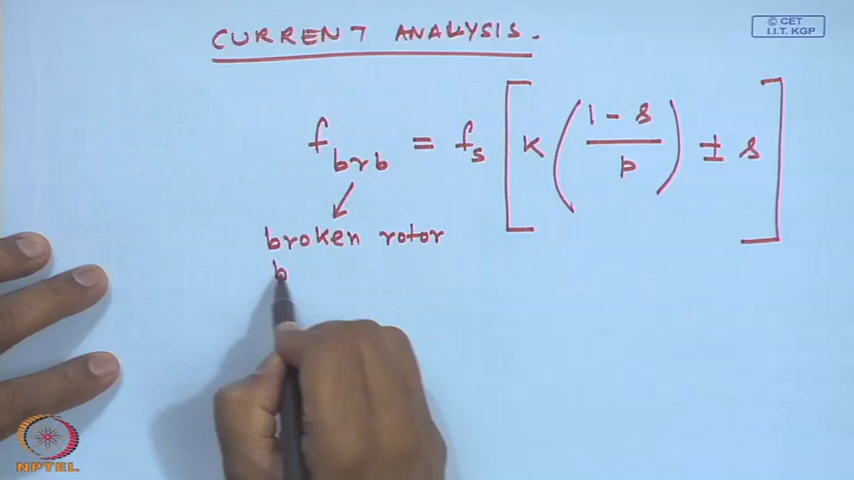 CURRENT ANALYSIS.
© CET
I.I.T. KGP
f_brb = f_s [ k ( (1 - s) / p ) ± s ]
broken rotor
b
NPTEL